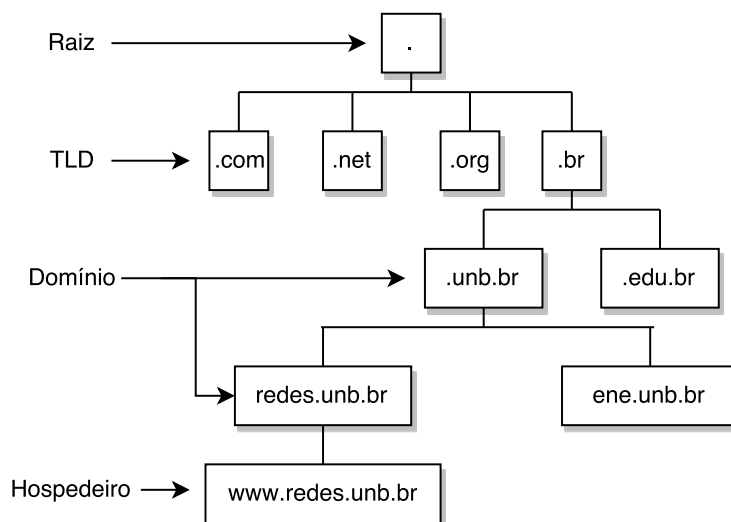 Raiz
.
TLD
.com
.net
.org
.br
Domínio
.unb.br
.edu.br
redes.unb.br
ene.unb.br
Hospedeiro
www.redes.unb.br